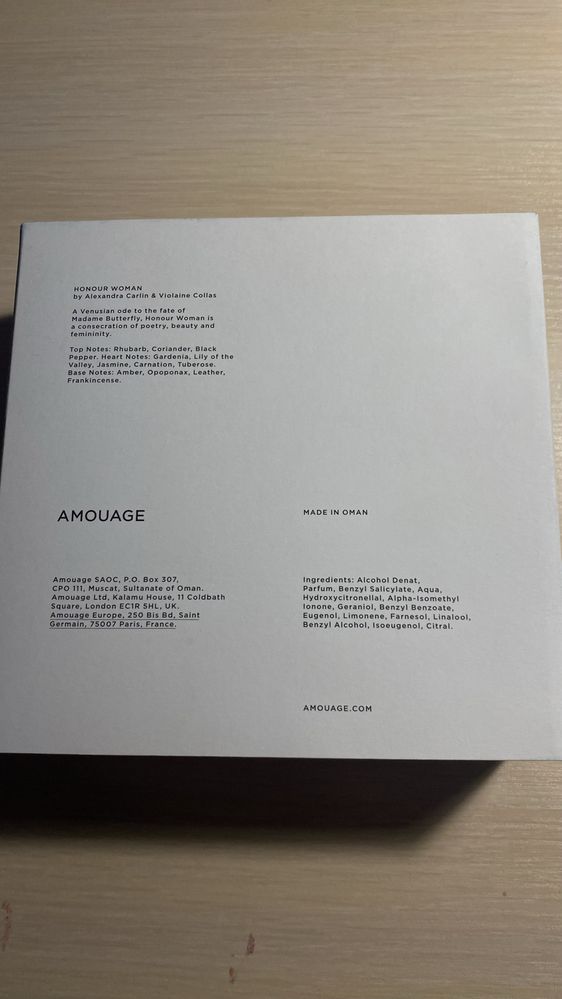 HONOUR WOMAN
by Alexandra Carlin & Violaine Collas
A Venusian ode to the fate of
Madame Butterfly, Honour Woman is
a consecration of poetry, beauty and
femininity.
Top Notes: Rhubarb, Coriander, Black
Pepper. Heart Notes: Gardenia, Lily of the
Valley, Jasmine, Carnation, Tuberose.
Base Notes: Amber, Opoponax, Leather,
Frankincense.
AMOUAGE
MADE IN OMAN
Amouage SAOC, P.O. Box 307,
CPO 111, Muscat, Sultanate of Oman.
Amouage Ltd, Kalamu House, 11 Coldbath
Square, London EC1R 5HL, UK.
Amouage Europe, 250 Bis Bd, Saint
Germain, 75007 Paris, France.
Ingredients: Alcohol Denat,
Parfum, Benzyl Salicylate, Aqua,
Hydroxycitronellal, Alpha-Isomethyl
Ionone, Geraniol, Benzyl Benzoate,
Eugenol, Limonene, Farnesol, Linalool,
Benzyl Alcohol, Isoeugenol, Citral.
AMOUAGE.COM